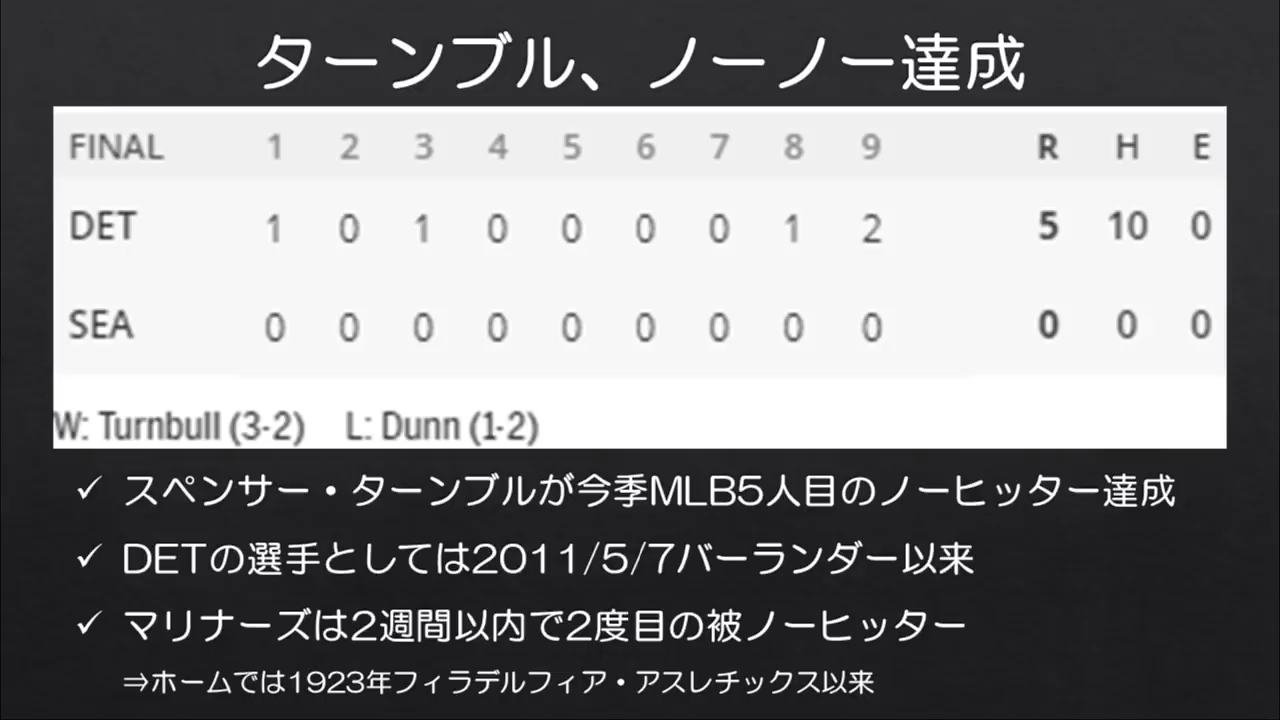 ターンブル、ノーノー達成
FINAL 1 2 3 4 5 6 7 8 9 R H E
DET 1 0 1 0 0 0 0 1 2 5 10 0
SEA 0 0 0 0 0 0 0 0 0 0 0 0
W: Turnbull (3-2) L: Dunn (1-2)
✓ スペンサー・ターンブルが今季MLB5人目のノーヒッター達成
✓ DETの選手としては2011/5/7バーランダー以来
✓ マリナーズは2週間以内で2度目の被ノーヒッター
⇒ホームでは1923年フィラデルフィア・アスレチックス以来